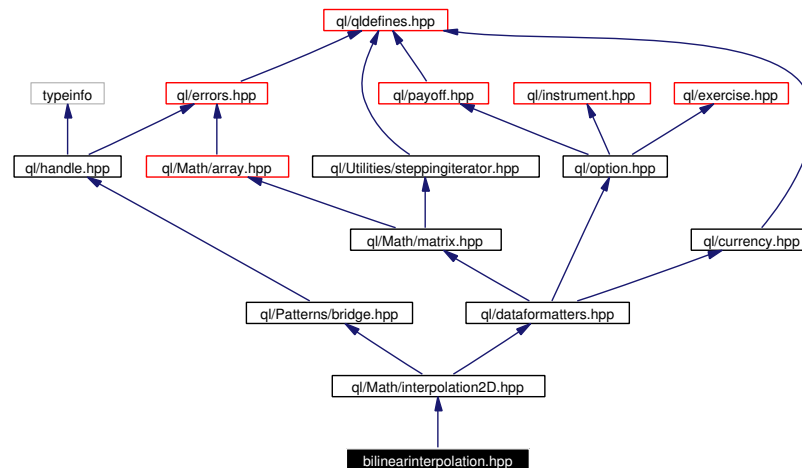 ql/qldefines.hpp
typeinfo
ql/errors.hpp
ql/payoff.hpp
ql/instrument.hpp
ql/exercise.hpp
ql/handle.hpp
ql/Math/array.hpp
ql/Utilities/steppingiterator.hpp
ql/option.hpp
ql/Math/matrix.hpp
ql/currency.hpp
ql/Patterns/bridge.hpp
ql/dataformatters.hpp
ql/Math/interpolation2D.hpp
bilinearinterpolation.hpp